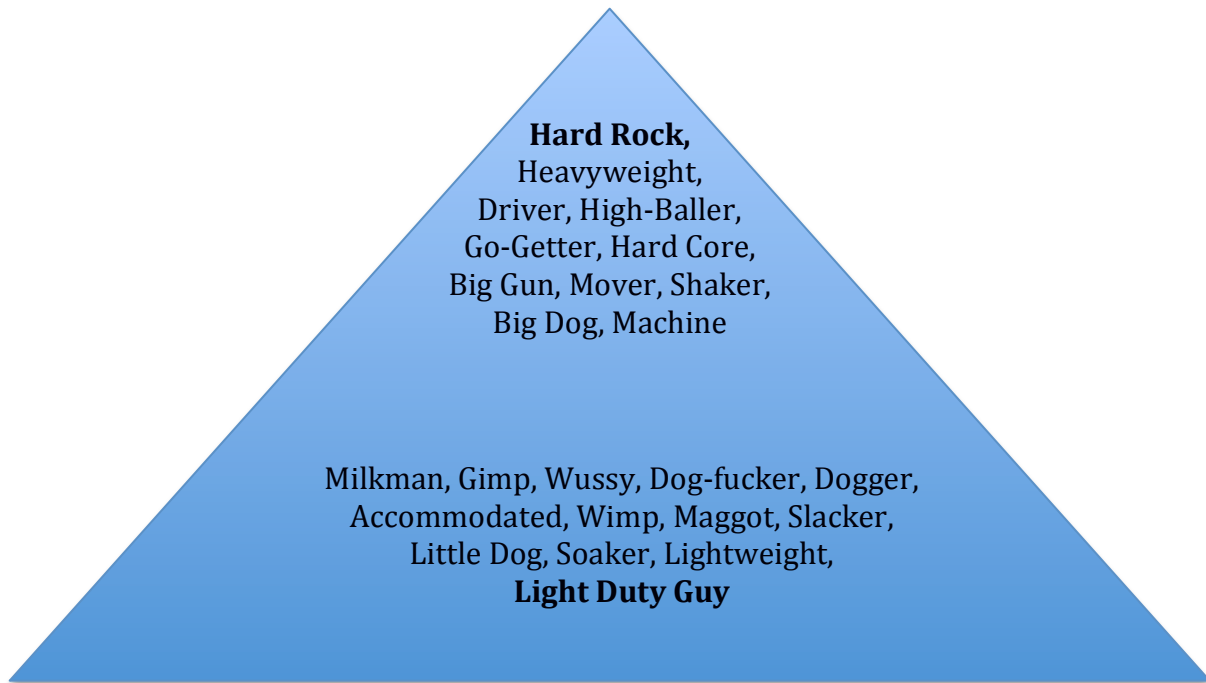 Hard Rock,
Heavyweight,
Driver, High-Baller,
Go-Getter, Hard Core,
Big Gun, Mover, Shaker,
Big Dog, Machine
Milkman, Gimp, Wussy, Dog-fucker, Dogger,
Accommodated, Wimp, Maggot, Slacker,
Little Dog, Soaker, Lightweight,
Light Duty Guy